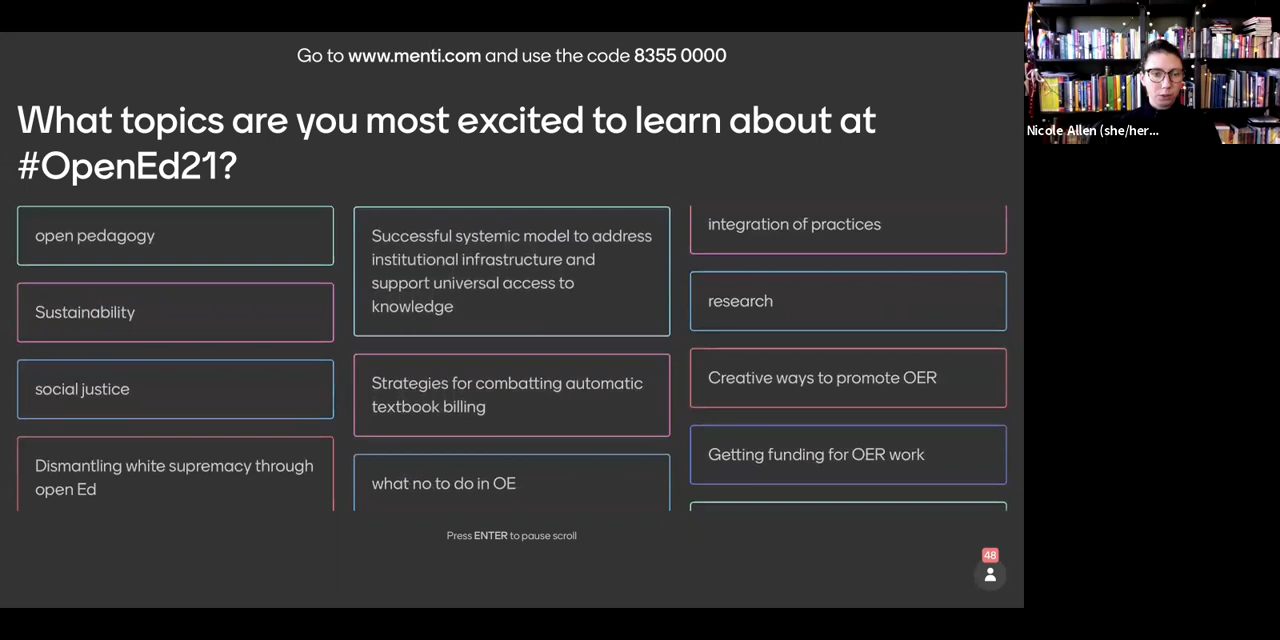 Go to www.menti.com and use the code 8355 0000
What topics are you most excited to learn about at
#OpenEd21?
open pedagogy
Sustainability
social justice
Dismantling white supremacy through
open Ed
Successful systemic model to address
institutional infrastructure and
support universal access to
knowledge
Strategies for combatting automatic
textbook billing
what no to do in OE
integration of practices
research
Creative ways to promote OER
Getting funding for OER work
Press ENTER to pause scroll
48
Nicole Allen (she/her...